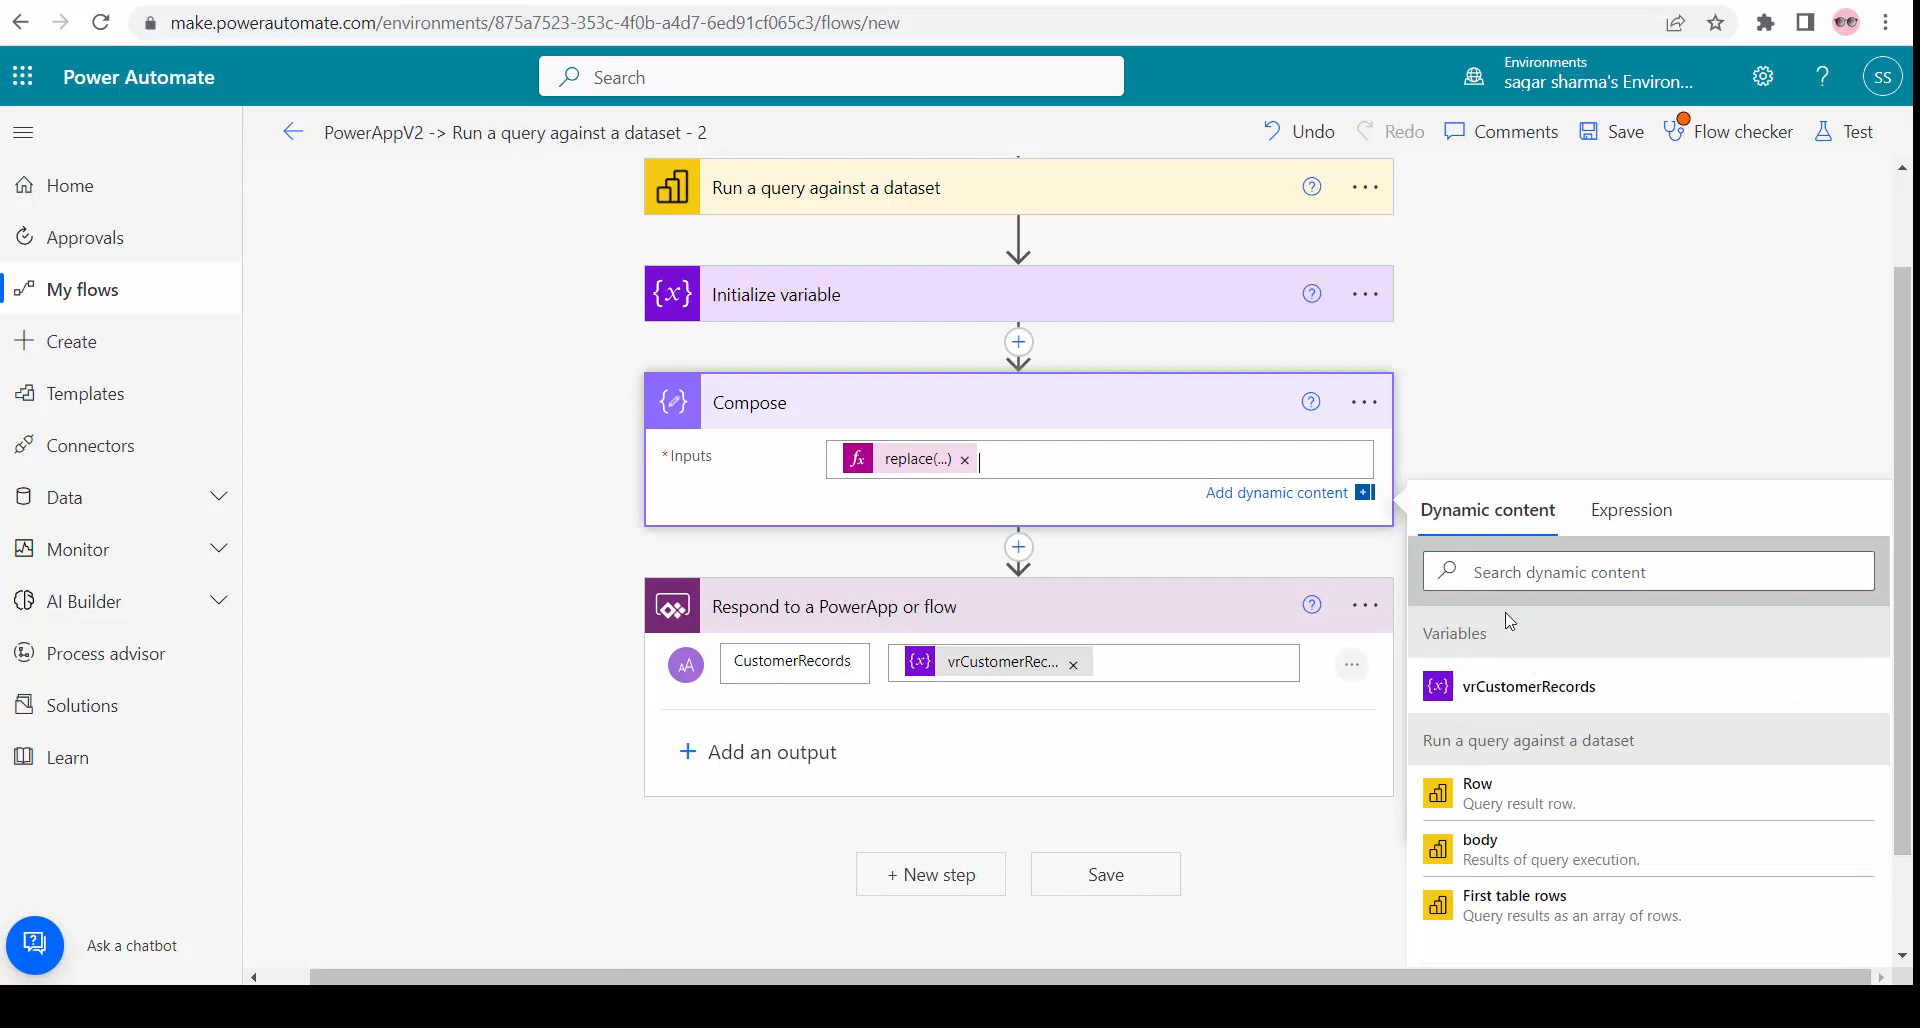 make.powerautomate.com/environments/875a7523-353c-4f0b-a4d7-6ed91cf065c3/flows/new
Power Automate
Search
Environments
sagar sharma's Environ...
?
SS
PowerAppV2 -> Run a query against a dataset - 2
Undo
Redo
Comments
Save
Flow checker
Test
Home
Approvals
My flows
Create
Templates
Connectors
Data
Monitor
AI Builder
Process advisor
Solutions
Learn
Ask a chatbot
Run a query against a dataset
?
...
{x}
Initialize variable
?
...
Compose
?
...
* Inputs
fx replace(...) ×
Add dynamic content
Respond to a PowerApp or flow
?
...
AA
CustomerRecords
{x} vrCustomerRec... ×
...
+ Add an output
+ New step
Save
Dynamic content
Expression
Search dynamic content
Variables
{x} vrCustomerRecords
Run a query against a dataset
Row
Query result row.
body
Results of query execution.
First table rows
Query results as an array of rows.